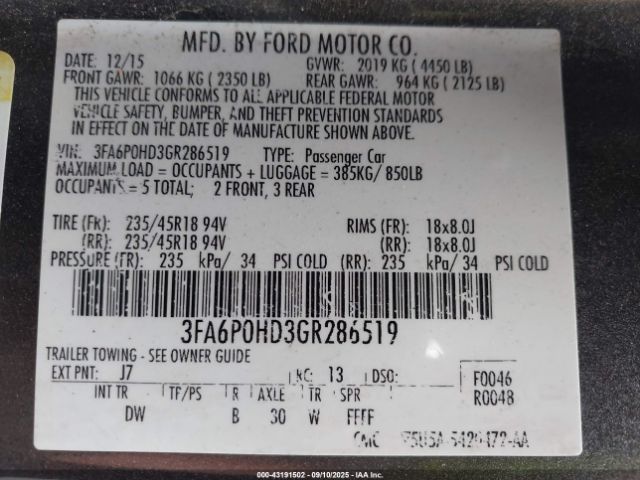 MFD. BY FORD MOTOR CO.
DATE: 12/15 GVWR: 2019 KG ( 4450 LB)
FRONT GAWR: 1066 KG ( 2350 LB) REAR GAWR: 964 KG ( 2125 LB)
THIS VEHICLE CONFORMS TO ALL APPLICABLE FEDERAL MOTOR
VEHICLE SAFETY, BUMPER, AND THEFT PREVENTION STANDARDS
IN EFFECT ON THE DATE OF MANUFACTURE SHOWN ABOVE.
VIN: 3FA6P0HD3GR286519 TYPE: Passenger Car
MAXIMUM LOAD = OCCUPANTS + LUGGAGE = 385KG/ 850LB
OCCUPANTS = 5 TOTAL; 2 FRONT, 3 REAR
TIRE (FR): 235/45R18 94V RIMS (FR): 18x8.0J
(RR): 235/45R18 94V (RR): 18x8.0J
PRESSURE (FR): 235 kPa/ 34 PSI COLD (RR): 235 kPa/ 34 PSI COLD
3FA6P0HD3GR286519
TRAILER TOWING - SEE OWNER GUIDE
EXT PNT: J7 RC: 13 DSO: F0046
R0048
INT TR TP/PS R AXLE TR SPR
DW B 30 W FFFF
000-43191502 - 09/10/2025 - IAAI.com